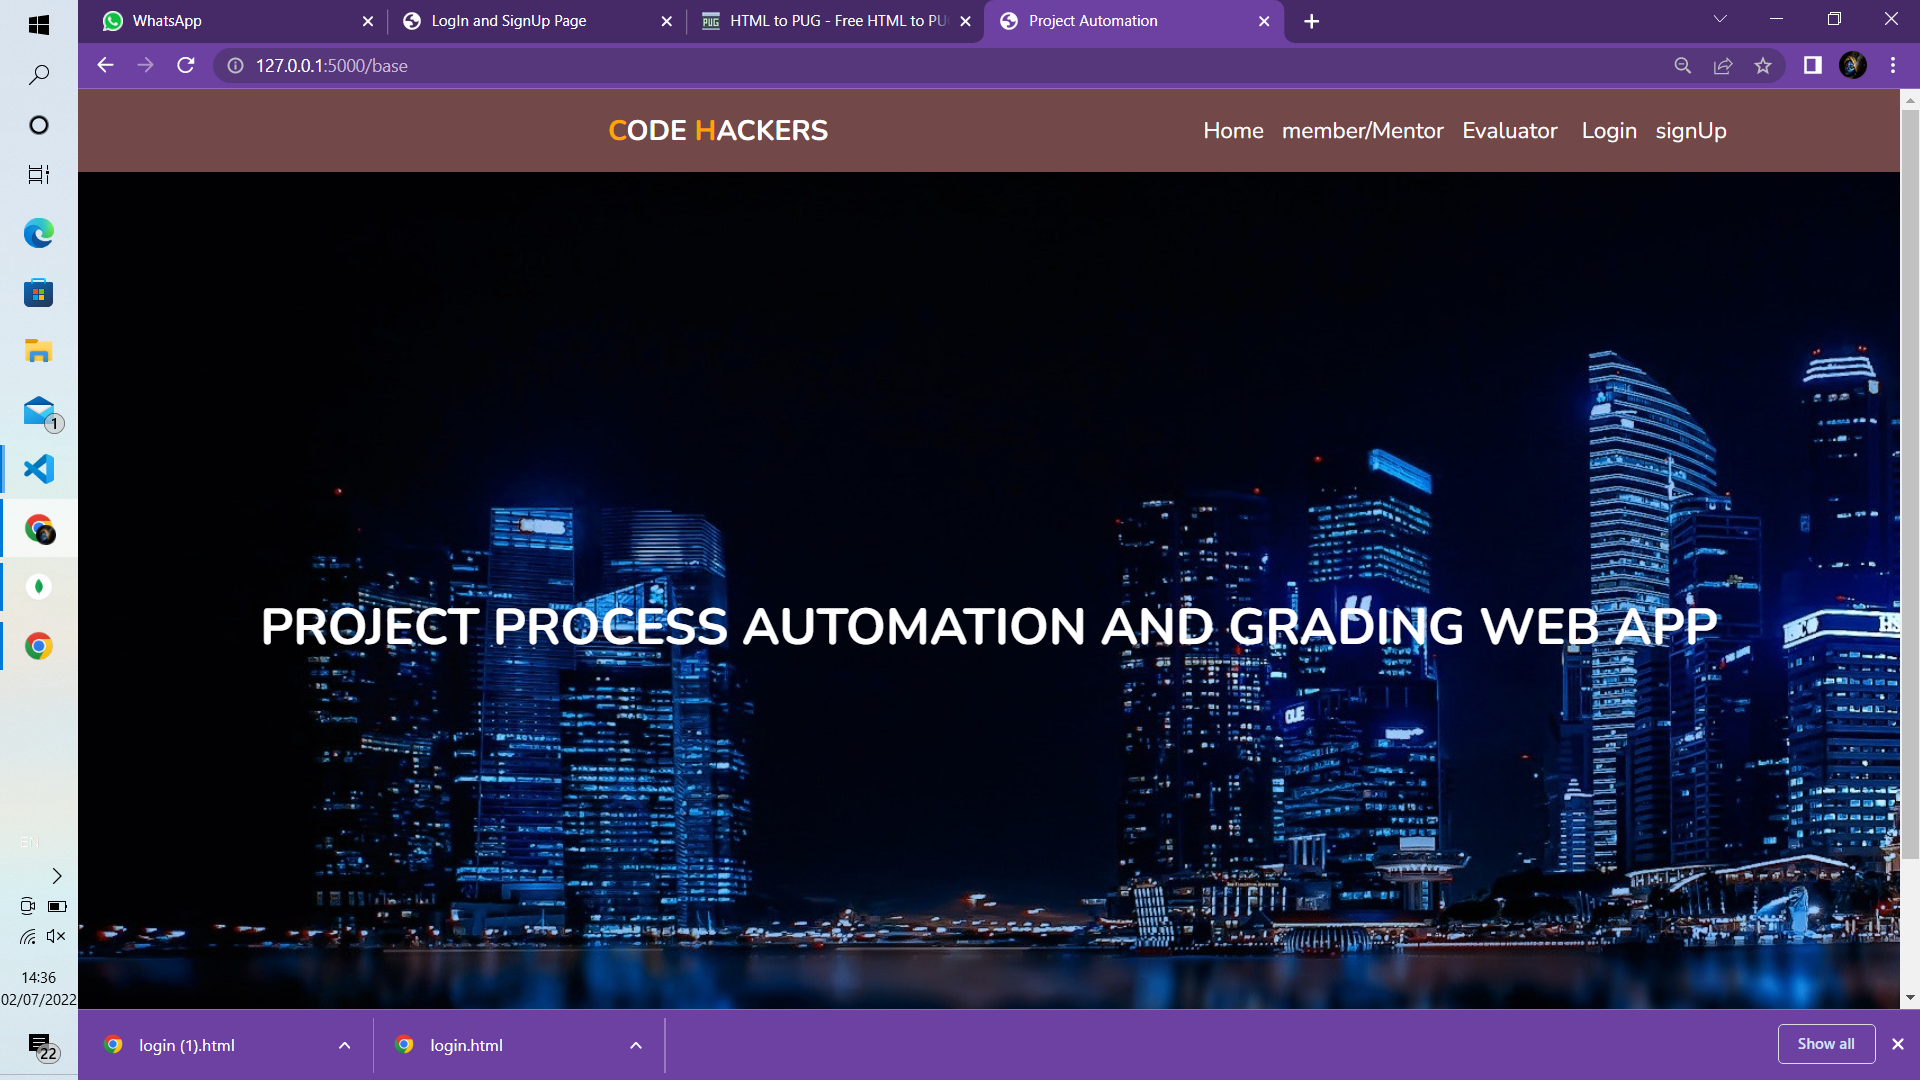 WhatsApp
LogIn and SignUp Page
HTML to PUG - Free HTML to PU
Project Automation
127.0.0.1:5000/base
CODE HACKERS
Home member/Mentor Evaluator Login signUp
PROJECT PROCESS AUTOMATION AND GRADING WEB APP
1
EN
14:36
02/07/2022
22
login (1).html
login.html
Show all